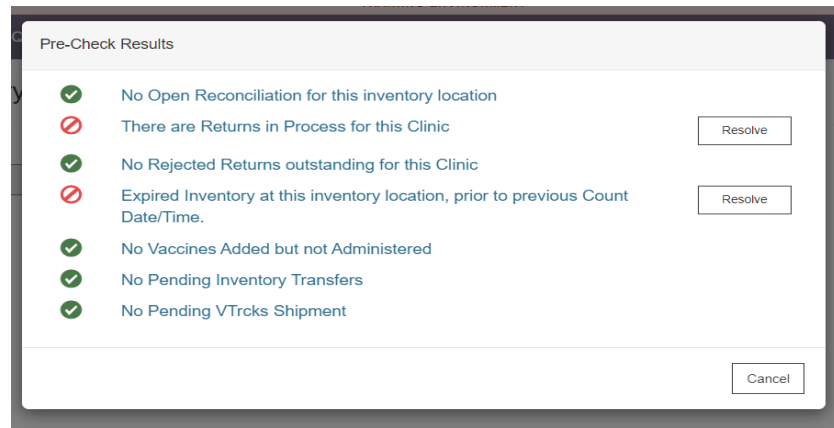 Pre-Check Results
No Open Reconciliation for this inventory location
There are Returns in Process for this Clinic
Resolve
No Rejected Returns outstanding for this Clinic
Expired Inventory at this inventory location, prior to previous Count
Date/Time.
Resolve
No Vaccines Added but not Administered
No Pending Inventory Transfers
No Pending VTrcks Shipment
Cancel